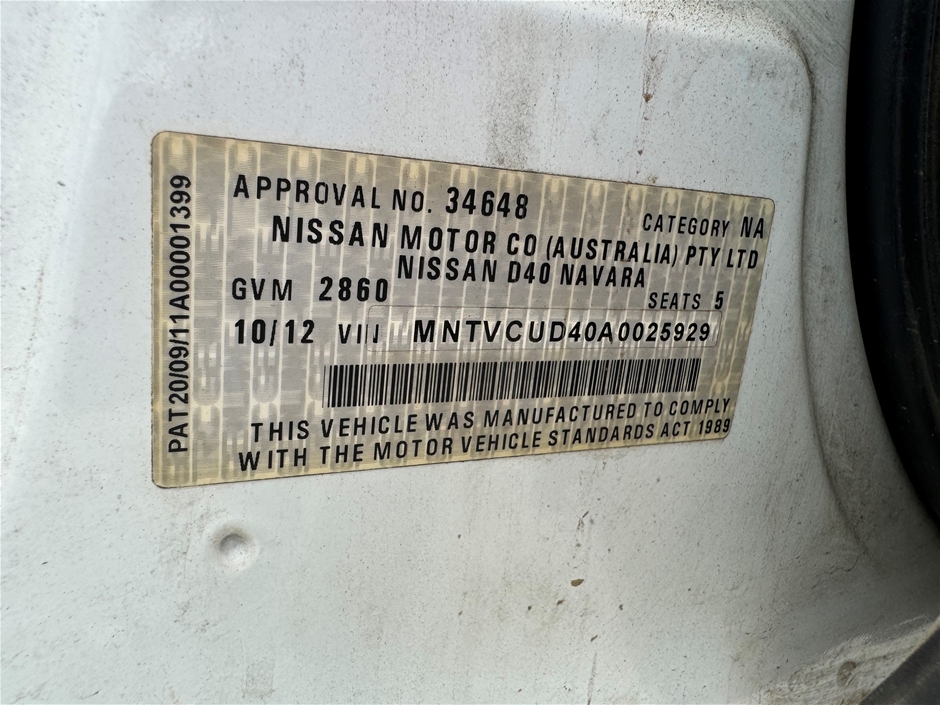 APPROVAL NO. 34648 CATEGORY NA
NISSAN MOTOR CO (AUSTRALIA) PTY LTD
NISSAN D40 NAVARA
GVM 2860 SEATS 5
10/12 VIN MNTVCUD40A0025929
THIS VEHICLE WAS MANUFACTURED TO COMPLY
WITH THE MOTOR VEHICLE STANDARDS ACT 1989
PAT20/09/11A00001399